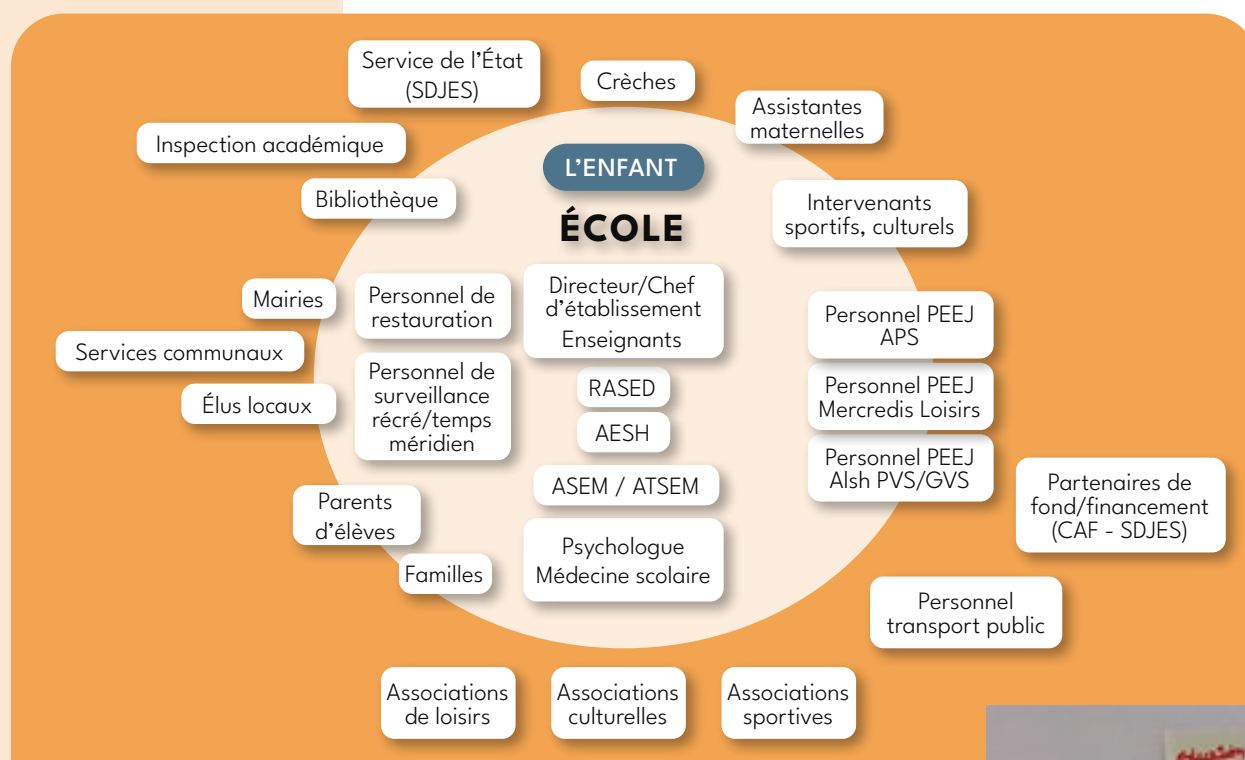 Service de l'État
(SDJES)
Crèches
Assistantes
maternelles
Inspection académique
L'ENFANT
Bibliothèque
Intervenants
sportifs, culturels
ÉCOLE
Mairies
Personnel de
restauration
Directeur/Chef
d'établissement
Enseignants
Personnel PEEJ
APS
Services communaux
Élus locaux
Personnel de
surveillance
récré/temps
méridien
RASED
AESH
Personnel PEEJ
Mercredis Loisirs
Personnel PEEJ
Alsh PVS/GVS
ASEM / ATSEM
Partenaires de
fond/financement
(CAF - SDJES)
Parents
d'élèves
Familles
Psychologue
Médecine scolaire
Personnel
transport public
Associations
de loisirs
Associations
culturelles
Associations
sportives